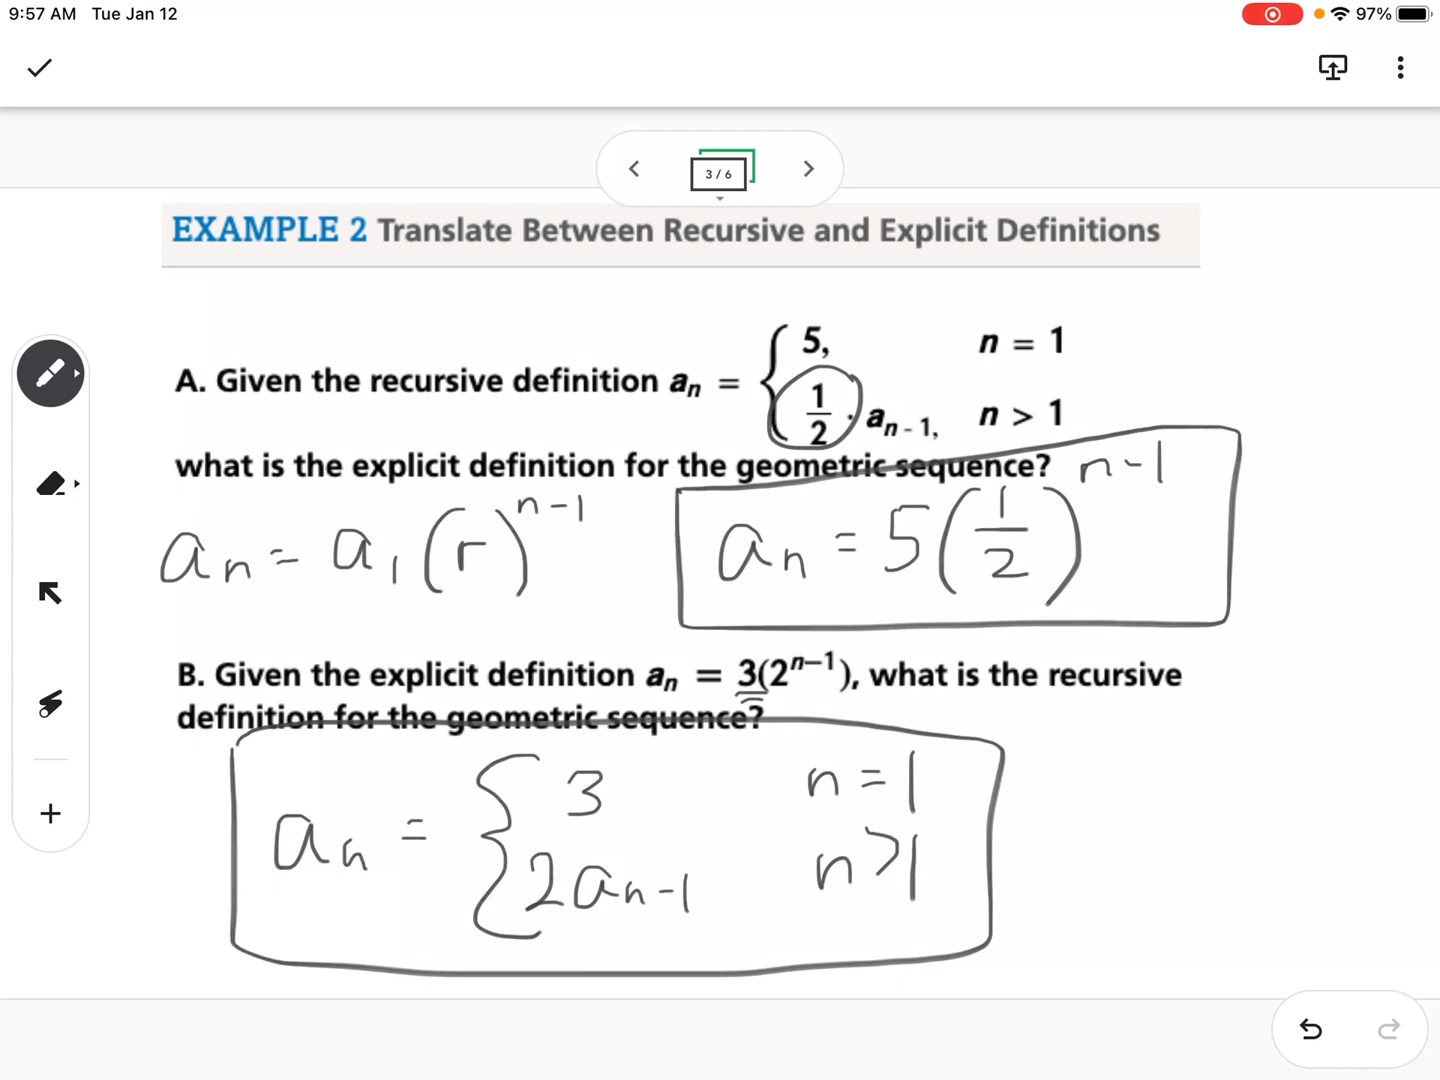 9:57 AM Tue Jan 12
97%
3 / 6
EXAMPLE 2 Translate Between Recursive and Explicit Definitions
5, n = 1
A. Given the recursive definition aₙ = {
1/2 · aₙ₋₁, n > 1
what is the explicit definition for the geometric sequence?
aₙ = a₁(r)ⁿ⁻¹
aₙ = 5(1/2)ⁿ⁻¹
B. Given the explicit definition aₙ = 3(2ⁿ⁻¹), what is the recursive
definition for the geometric sequence?
3 n = 1
aₙ = {
2aₙ₋₁ n > 1